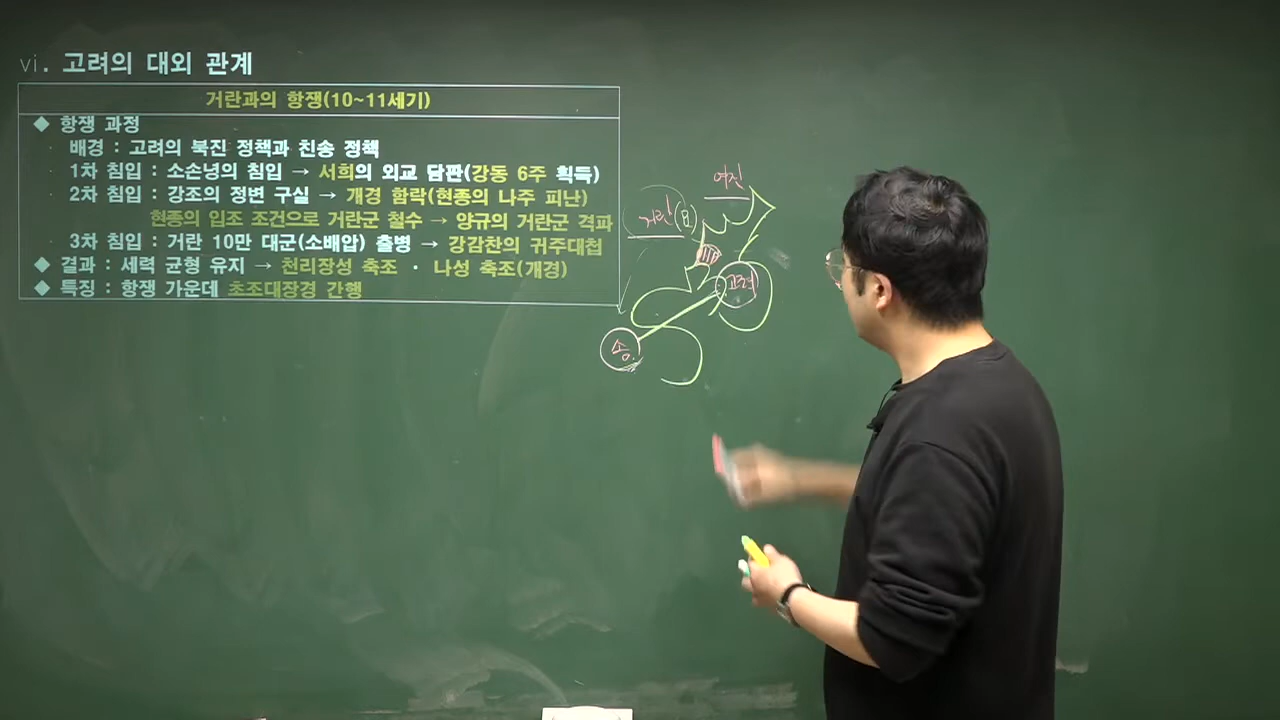 vi. 고려의 대외 관계
거란과의 항쟁(10~11세기)
◆ 항쟁 과정
· 배경 : 고려의 북진 정책과 친송 정책
· 1차 침입 : 소손녕의 침입 → 서희의 외교 담판(강동 6주 획득)
· 2차 침입 : 강조의 정변 구실 → 개경 함락(현종의 나주 피난)
현종의 입조 조건으로 거란군 철수 → 양규의 거란군 격파
· 3차 침입 : 거란 10만 대군(소배압) 출병 → 강감찬의 귀주대첩
◆ 결과 : 세력 균형 유지 → 천리장성 축조 · 나성 축조(개경)
◆ 특징 : 항쟁 가운데 초조대장경 간행
여진
거란
고려
송